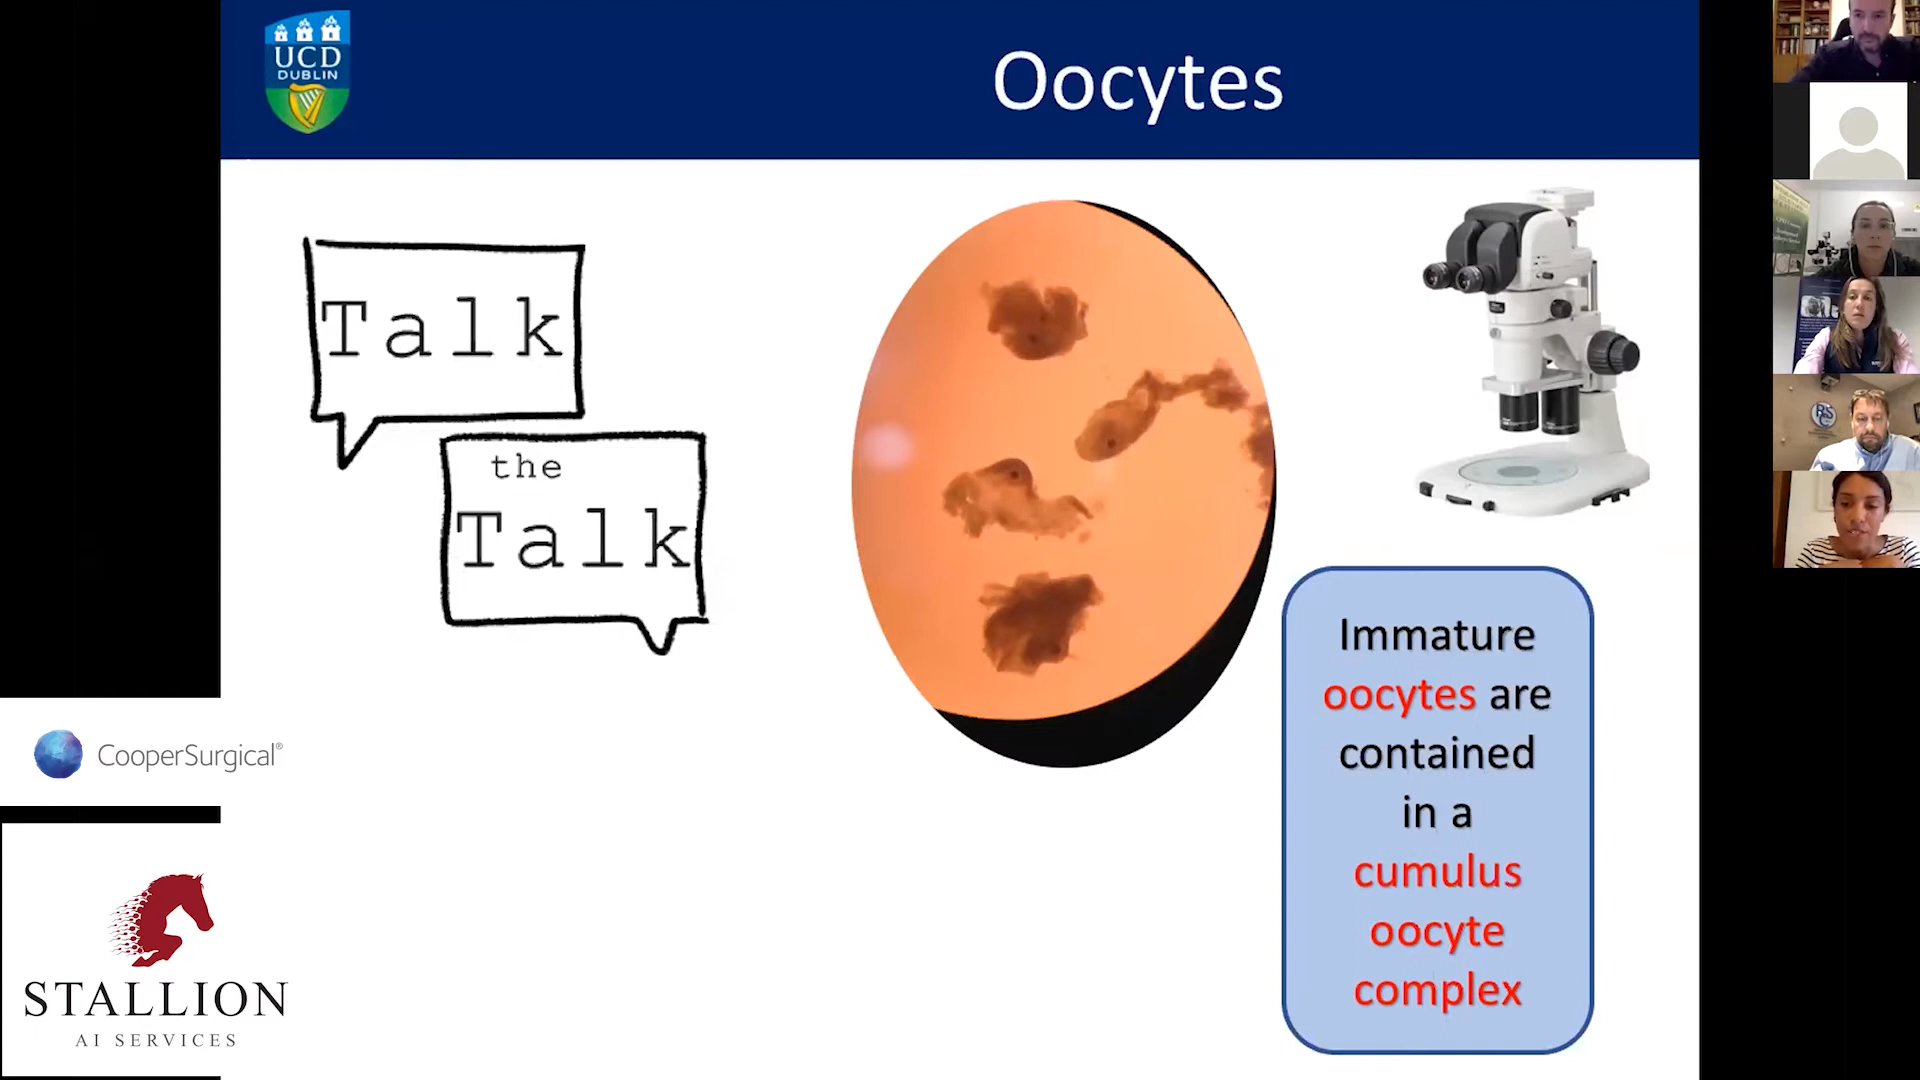 UCD
DUBLIN
Oocytes
Talk
the
Talk
Immature
oocytes are
contained
in a
cumulus
oocyte
complex
CooperSurgical®
STALLION
AI SERVICES